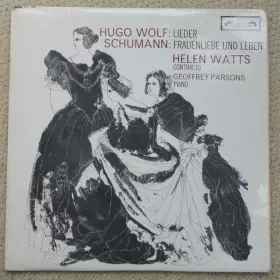 HUGO WOLF: LIEDER
SCHUMANN: FRAUENLIEBE UND LEBEN
HELEN WATTS
CONTRALTO
GEOFFREY PARSONS
PIANO